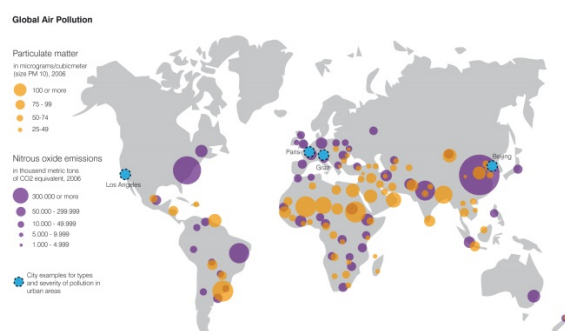 Global Air Pollution
Particulate matter
in micrograms/cubicmeter
(size PM 10), 2006
100 or more
75 - 99
50-74
25-49
Nitrous oxide emissions
in thousand metric tons
of CO2 equivalent, 2006
300.000 or more
50.000 - 299.999
10.000 - 49.999
5.000 - 9.999
1.000 - 4.999
City examples for types
and severity of pollution in
urban areas
Los Angeles
Paris
Graz
Beijing